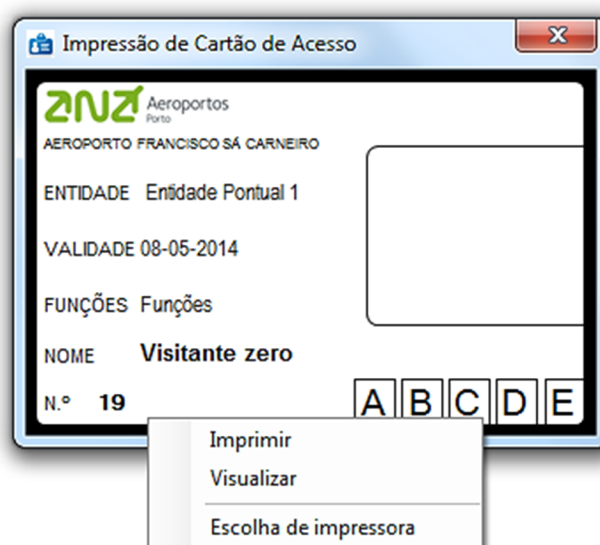 Impressão de Cartão de Acesso
ANA Aeroportos
Porto
AEROPORTO FRANCISCO SÁ CARNEIRO
ENTIDADE Entidade Pontual 1
VALIDADE 08-05-2014
FUNÇÕES Funções
NOME Visitante zero
N.º 19
A B C D E
Imprimir
Visualizar
Escolha de impressora